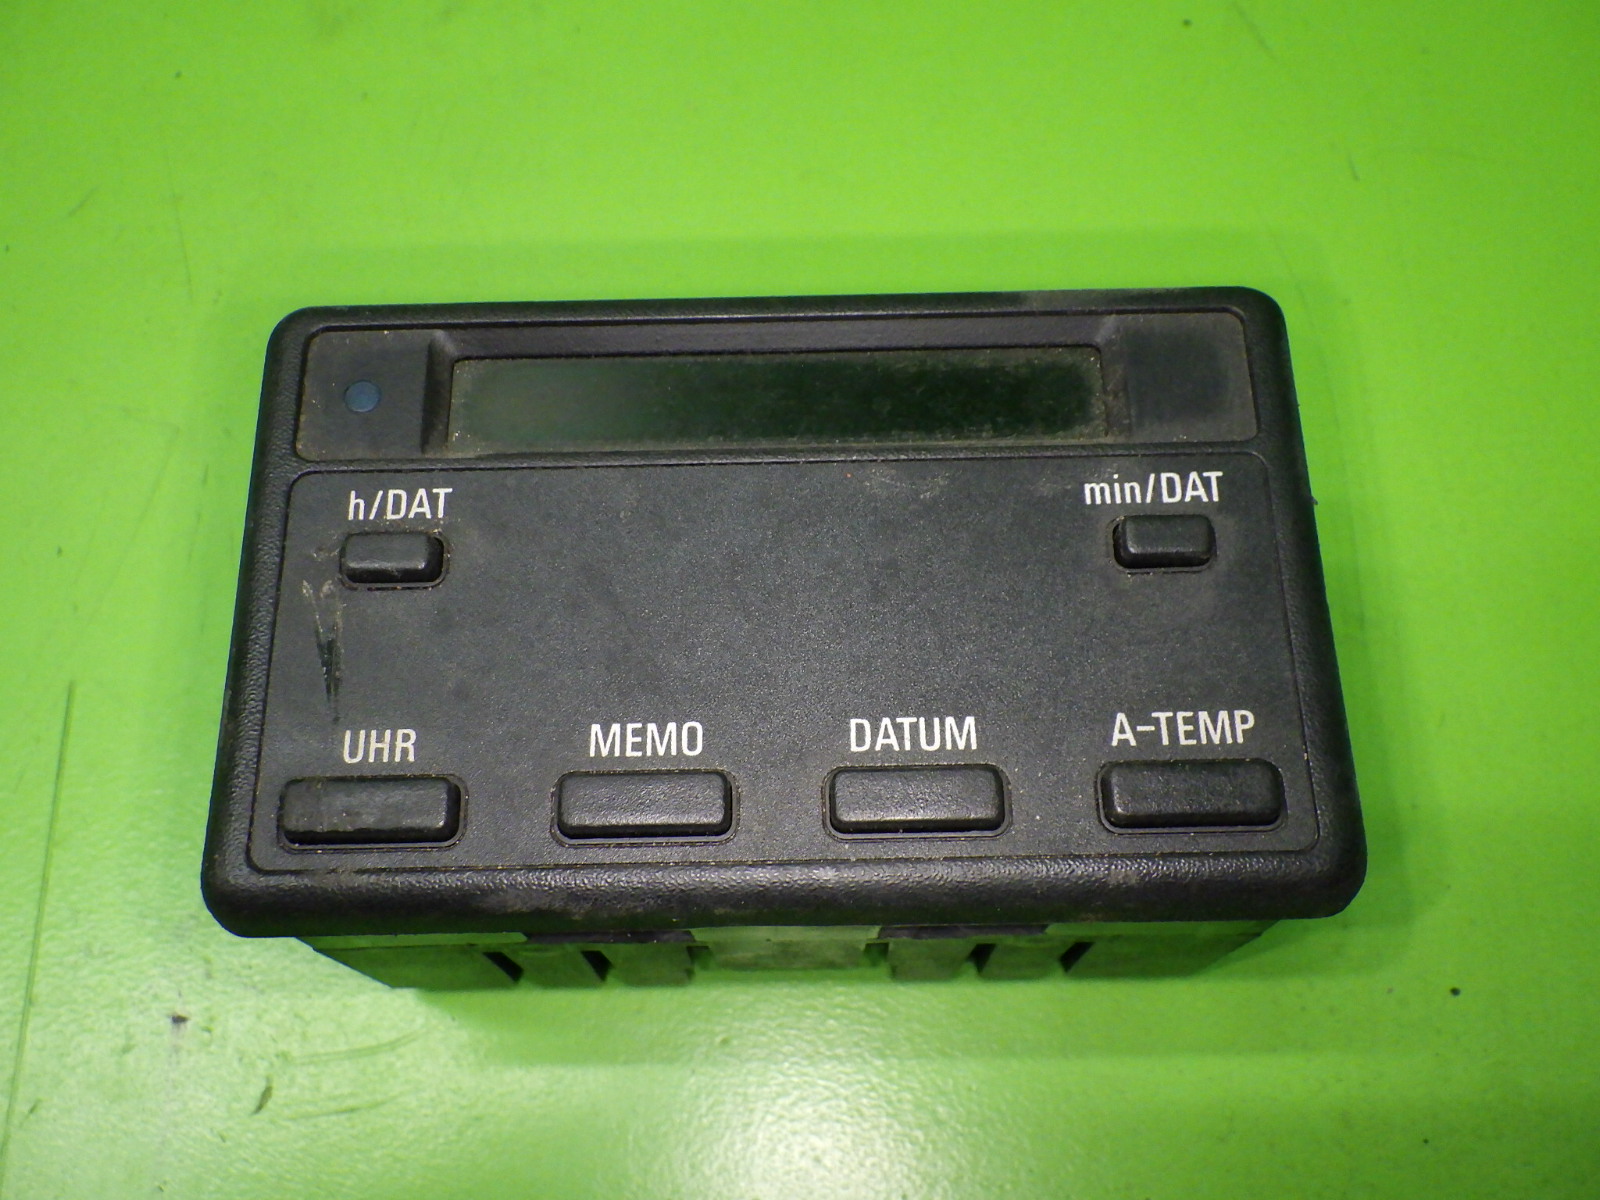 h/DAT min/DAT
UHR MEMO DATUM A-TEMP